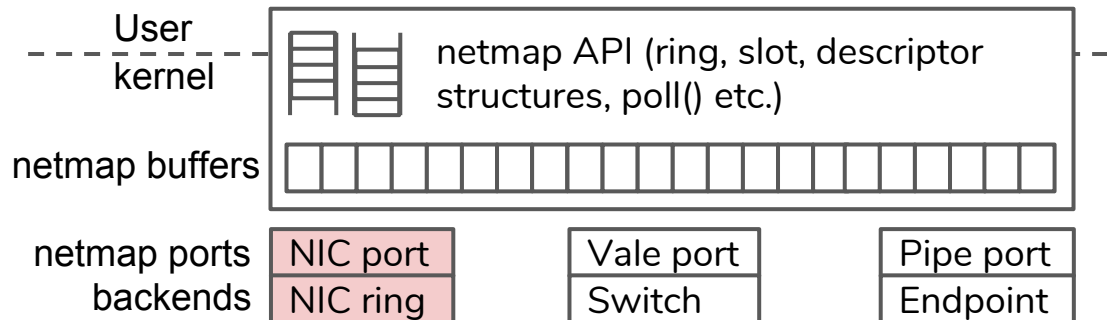 User
kernel
netmap API (ring, slot, descriptor
structures, poll() etc.)
netmap buffers
netmap ports
NIC port
Vale port
Pipe port
backends
NIC ring
Switch
Endpoint